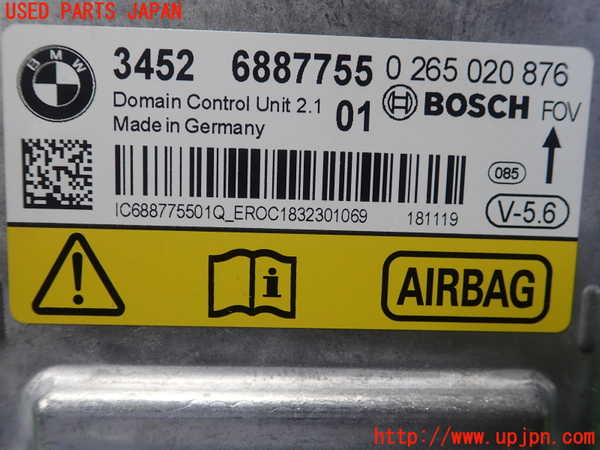 USED PARTS JAPAN
BMW
3452 6887755 0 265 020 876
Domain Control Unit 2.1 01 BOSCH FOV
Made in Germany
085
IC688775501Q_EROC1832301069 181119
V-5.6
AIRBAG
http://www.upjpn.com/